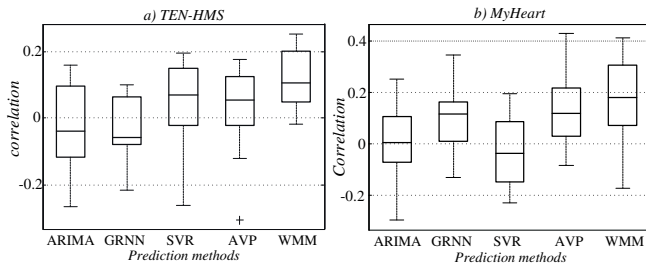 a) TEN-HMS
correlation
0.2
0
-0.2
ARIMA GRNN SVR AVP WMM
Prediction methods
b) MyHeart
Correlation
0.4
0.2
0
-0.2
ARIMA GRNN SVR AVP WMM
Prediction methods